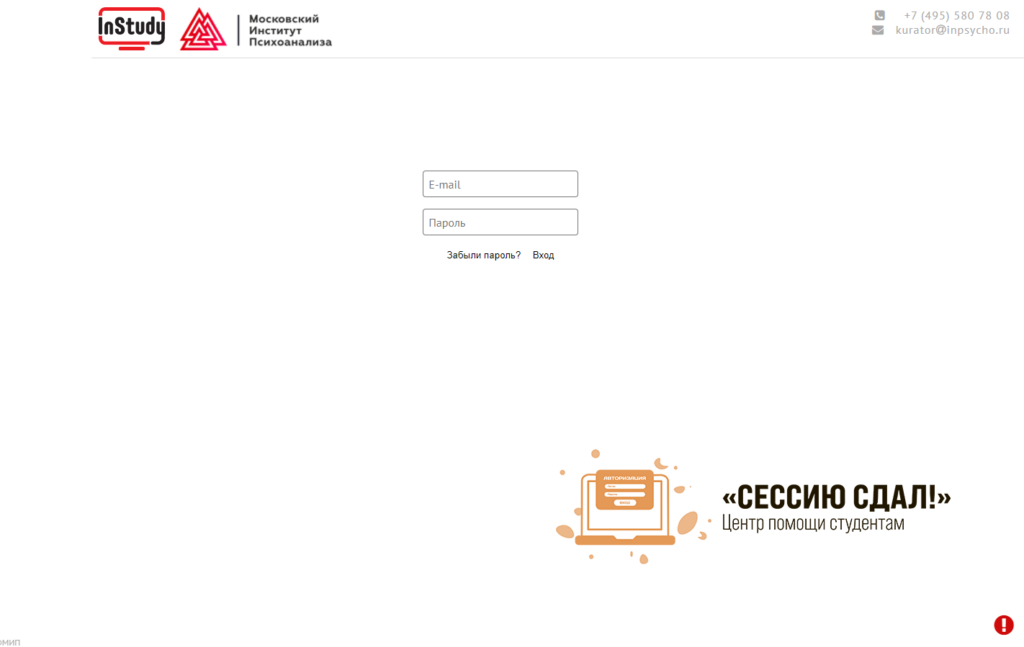 InStudy
Московский
Институт
Психоанализа
+7 (495) 580 78 08
kurator@inpsycho.ru
E-mail
Пароль
Забыли пароль? Вход
АВТОРИЗАЦИЯ
«СЕССИЮ СДАЛ!»
Центр помощи студентам